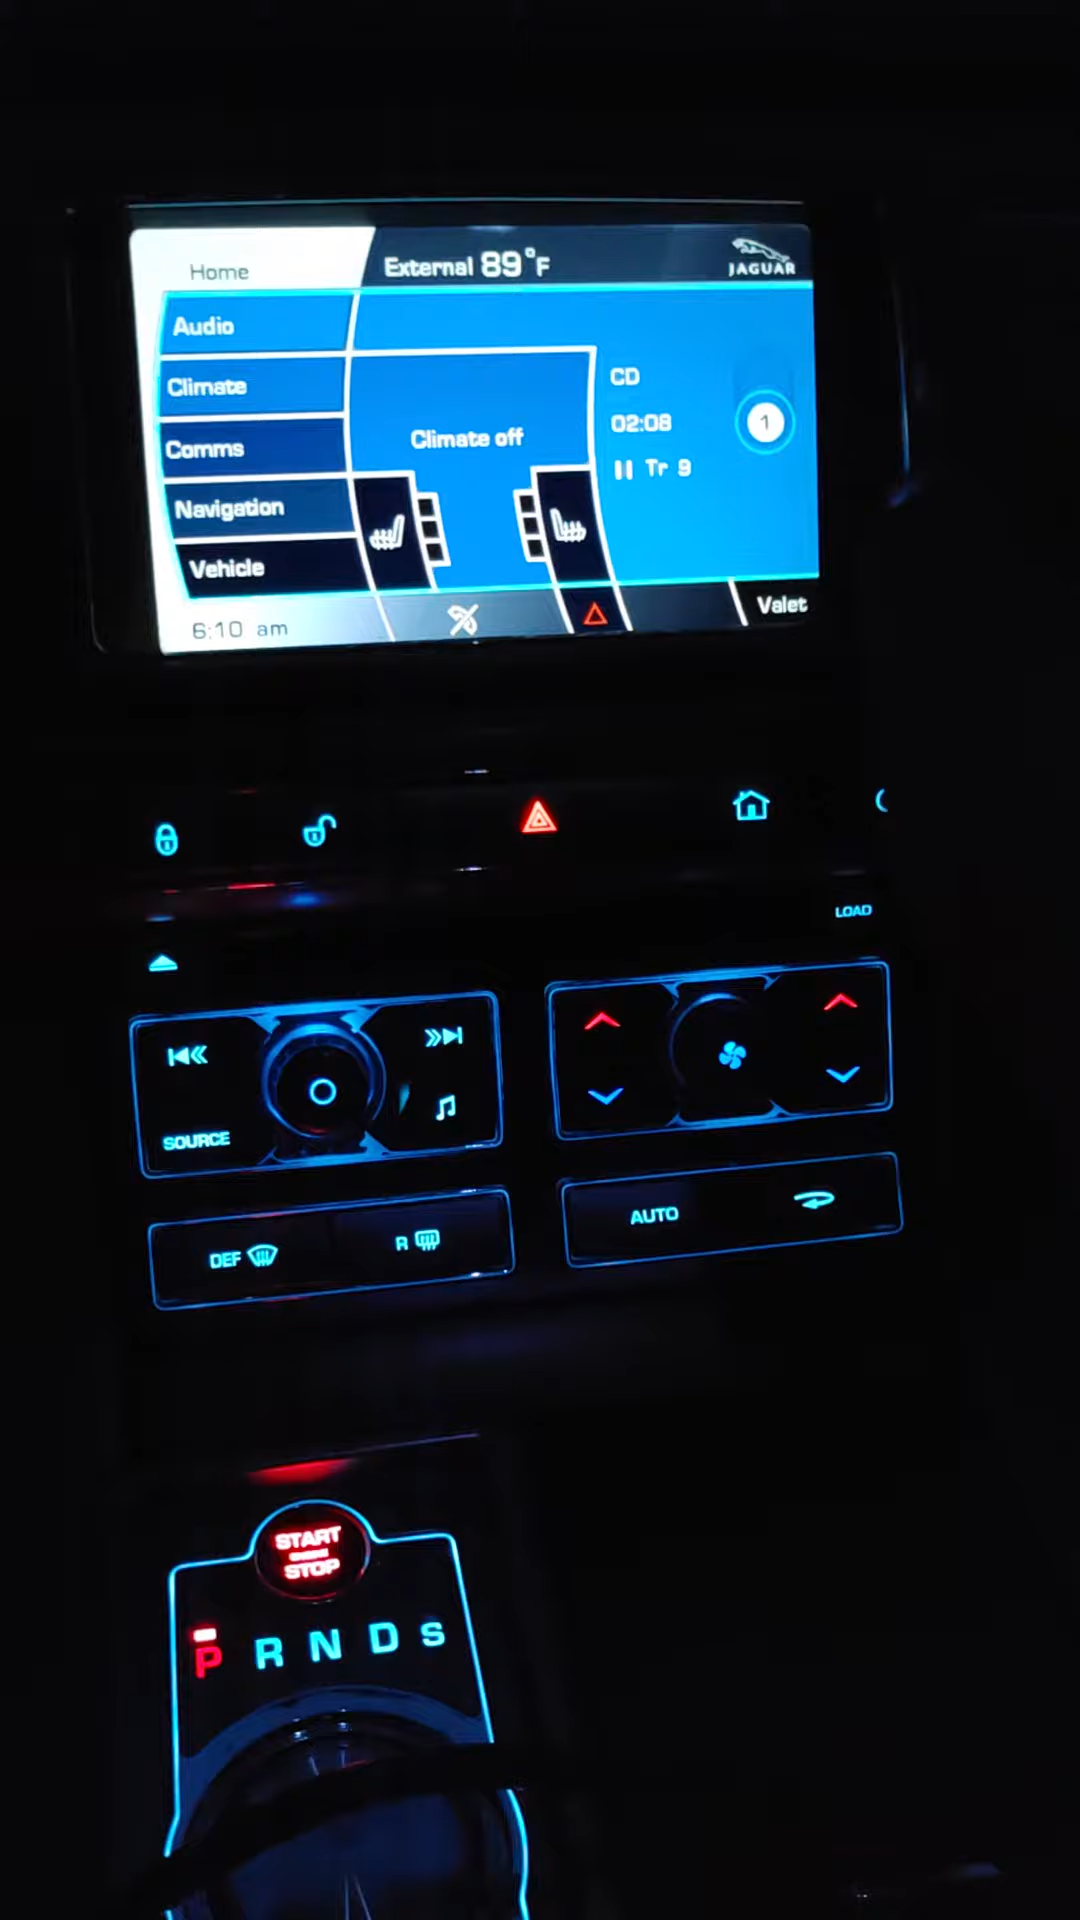 Home
External 89°F
JAGUAR
Audio
Climate
Comms
Navigation
Vehicle
Climate off
CD
02:08
Tr 9
1
6:10 am
Valet
LOAD
SOURCE
DEF
R
AUTO
START
STOP
P R N D S